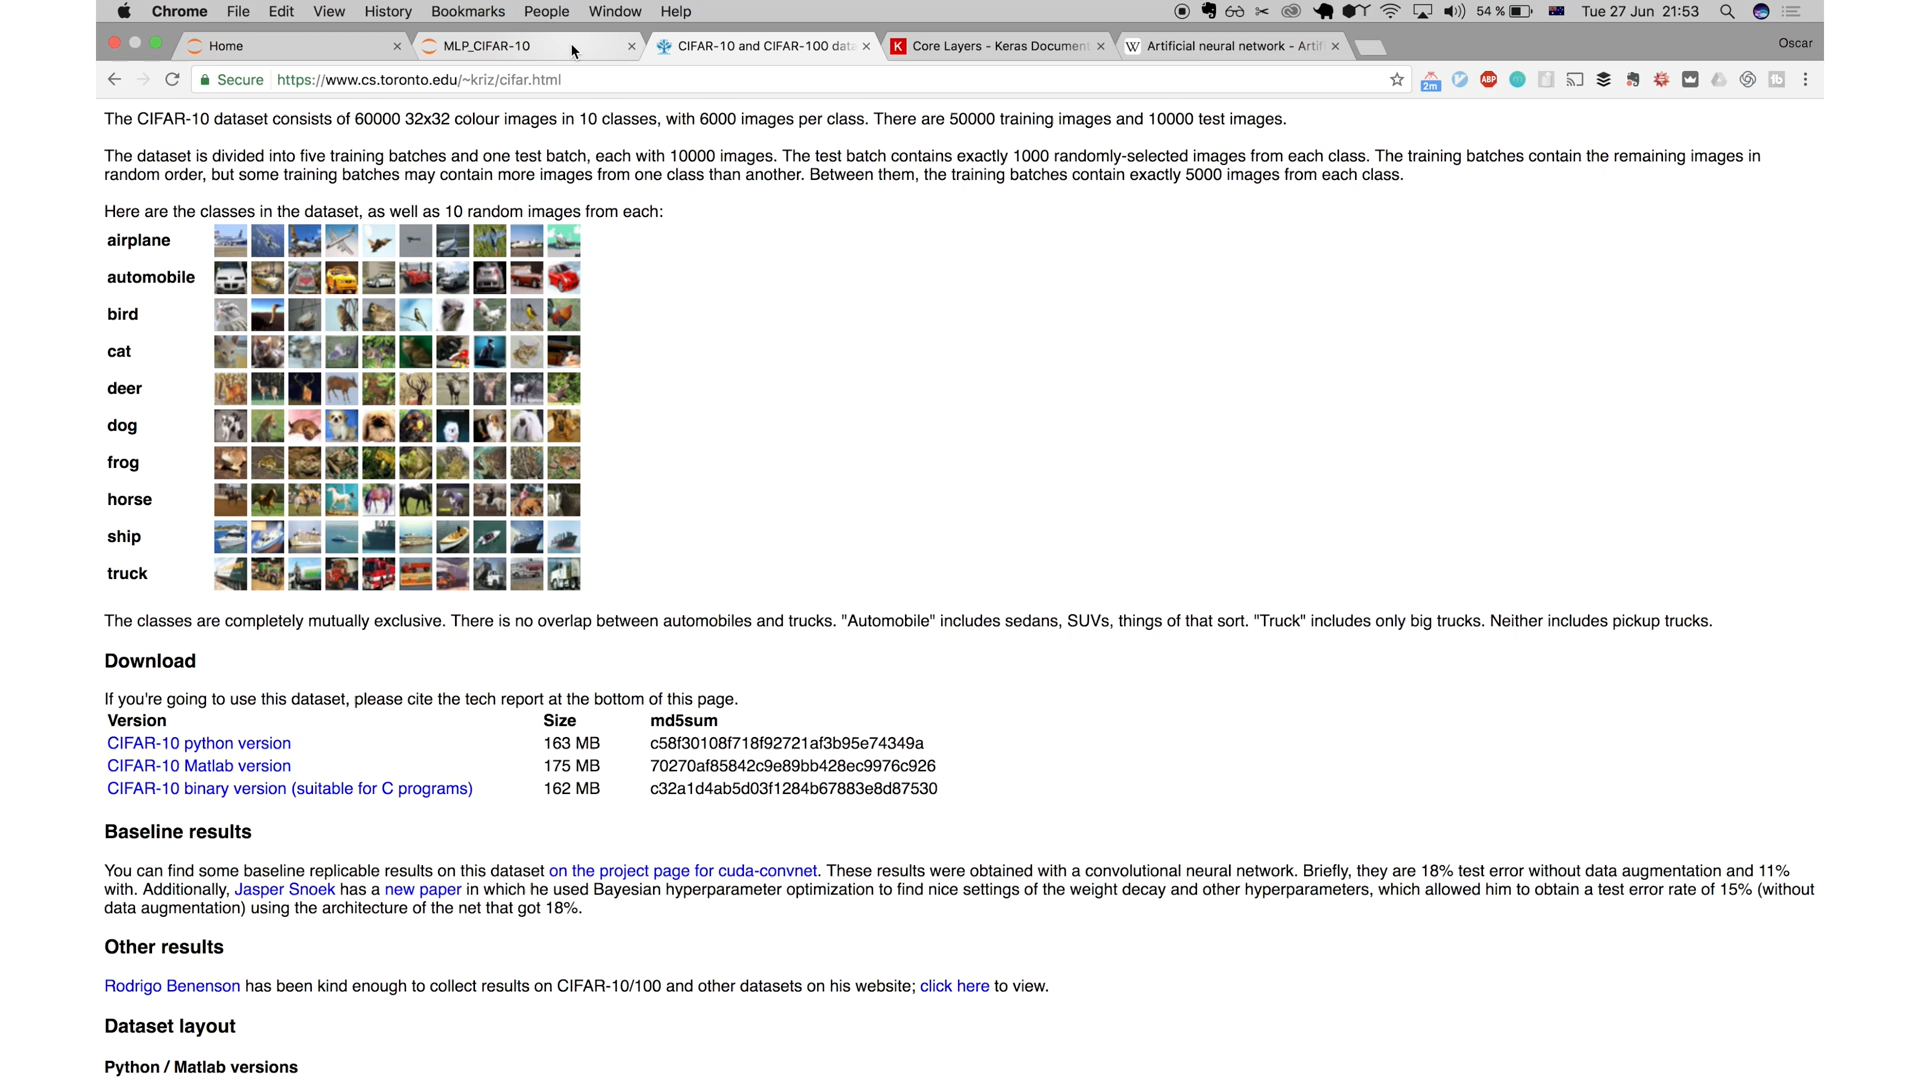 Chrome File Edit View History Bookmarks People Window Help 54 % Tue 27 Jun 21:53
Home MLP_CIFAR-10 CIFAR-10 and CIFAR-100 data Core Layers - Keras Document Artificial neural network - Artif Oscar
Secure https://www.cs.toronto.edu/~kriz/cifar.html 2m ABP
The CIFAR-10 dataset consists of 60000 32x32 colour images in 10 classes, with 6000 images per class. There are 50000 training images and 10000 test images.
The dataset is divided into five training batches and one test batch, each with 10000 images. The test batch contains exactly 1000 randomly-selected images from each class. The training batches contain the remaining images in
random order, but some training batches may contain more images from one class than another. Between them, the training batches contain exactly 5000 images from each class.
Here are the classes in the dataset, as well as 10 random images from each:
airplane
automobile
bird
cat
deer
dog
frog
horse
ship
truck
The classes are completely mutually exclusive. There is no overlap between automobiles and trucks. "Automobile" includes sedans, SUVs, things of that sort. "Truck" includes only big trucks. Neither includes pickup trucks.
Download
If you're going to use this dataset, please cite the tech report at the bottom of this page.
Version Size md5sum
CIFAR-10 python version 163 MB c58f30108f718f92721af3b95e74349a
CIFAR-10 Matlab version 175 MB 70270af85842c9e89bb428ec9976c926
CIFAR-10 binary version (suitable for C programs) 162 MB c32a1d4ab5d03f1284b67883e8d87530
Baseline results
You can find some baseline replicable results on this dataset on the project page for cuda-convnet. These results were obtained with a convolutional neural network. Briefly, they are 18% test error without data augmentation and 11%
with. Additionally, Jasper Snoek has a new paper in which he used Bayesian hyperparameter optimization to find nice settings of the weight decay and other hyperparameters, which allowed him to obtain a test error rate of 15% (without
data augmentation) using the architecture of the net that got 18%.
Other results
Rodrigo Benenson has been kind enough to collect results on CIFAR-10/100 and other datasets on his website; click here to view.
Dataset layout
Python / Matlab versions